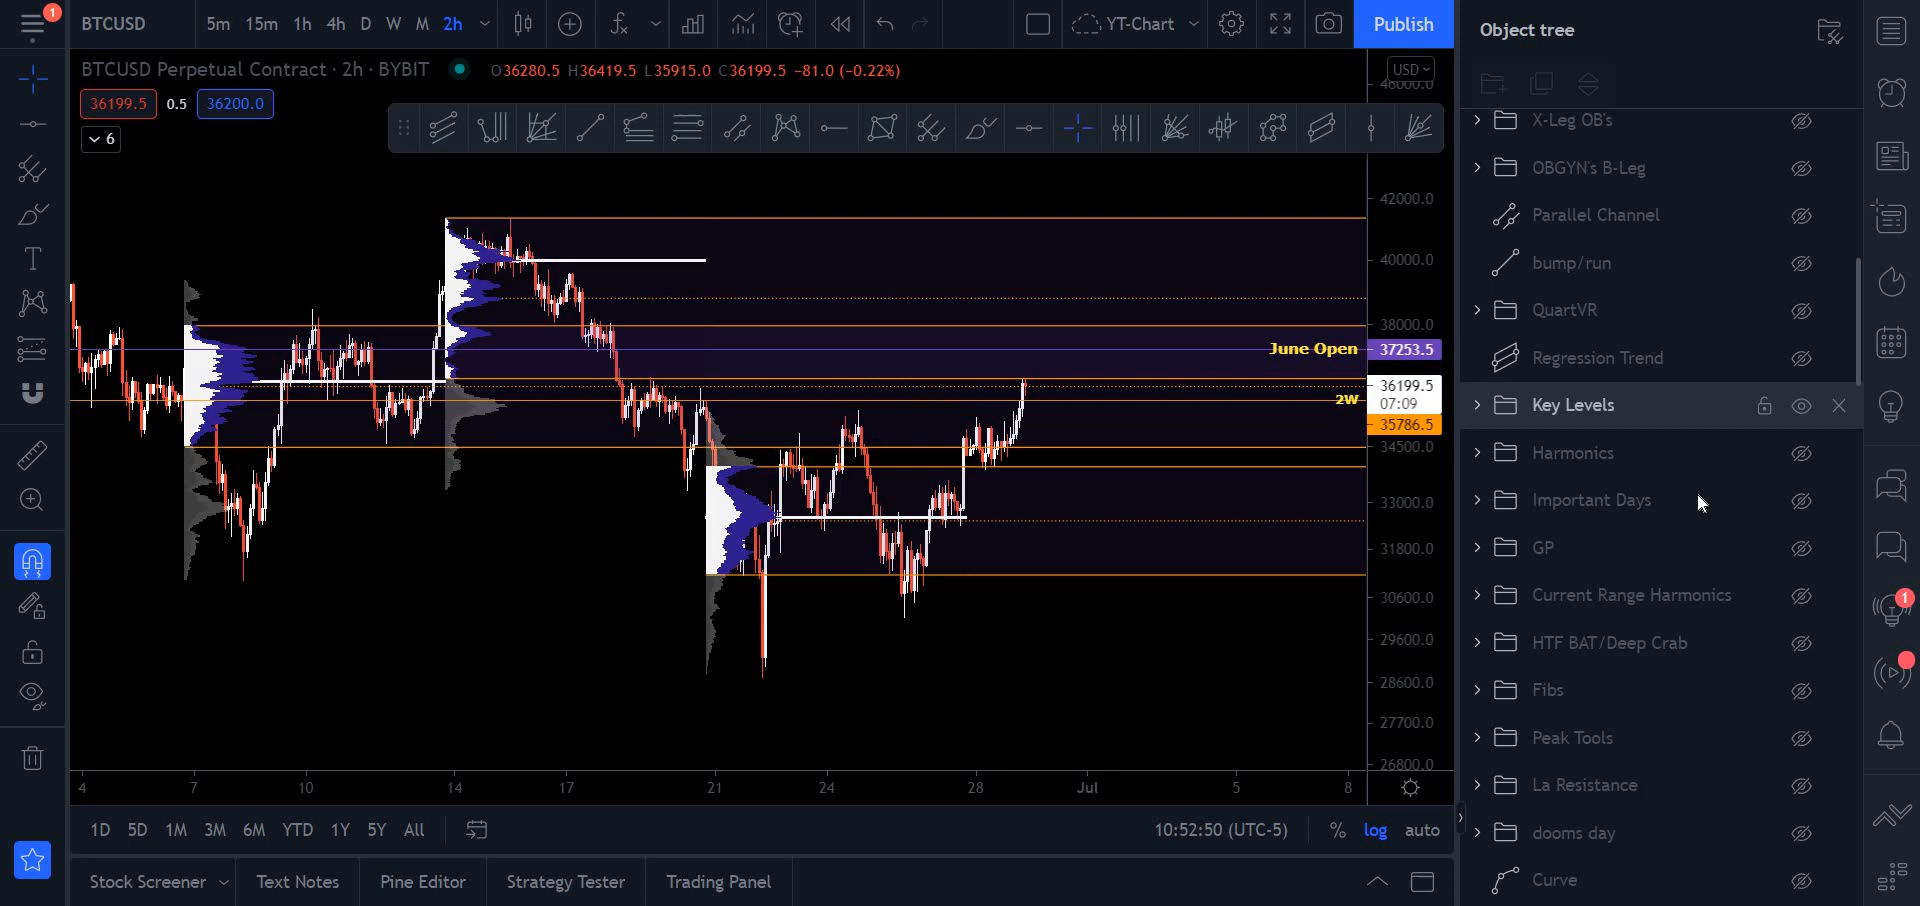 1
BTCUSD 5m 15m 1h 4h D W M 2h YT-Chart Publish
Object tree
BTCUSD Perpetual Contract · 2h · BYBIT O36280.5 H36419.5 L35915.0 C36199.5 −81.0 (−0.22%)
USD
46000.0
36199.5 0.5 36200.0
6
X-Leg OB's
OBGYN's B-Leg
Parallel Channel
bump/run
QuartVR
Regression Trend
Key Levels
Harmonics
Important Days
GP
Current Range Harmonics
HTF BAT/Deep Crab
Fibs
Peak Tools
La Resistance
dooms day
Curve
1
42000.0
40000.0
38000.0
June Open 37253.5
36199.5
07:09
2W
35786.5
34500.0
33000.0
31800.0
30600.0
29600.0
28600.0
27700.0
26800.0
4 7 10 14 17 21 24 28 Jul 5 8
1D 5D 1M 3M 6M YTD 1Y 5Y All 10:52:50 (UTC-5) % log auto
Stock Screener Text Notes Pine Editor Strategy Tester Trading Panel